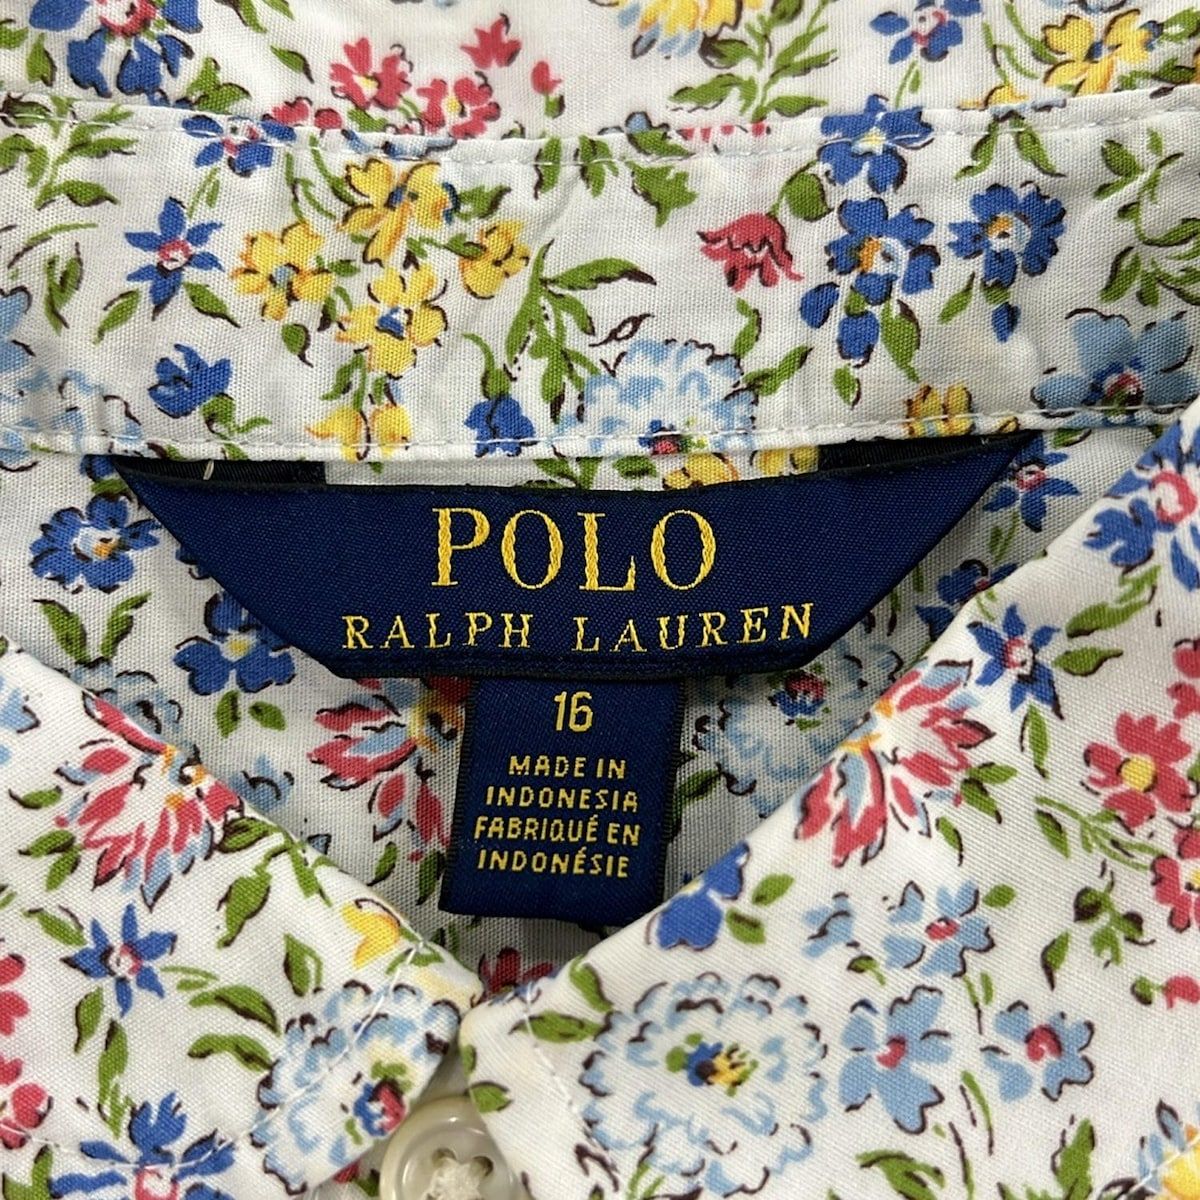 POLO
RALPH LAUREN
16
MADE IN
INDONESIA
FABRIQUÉ EN
INDONÉSIE